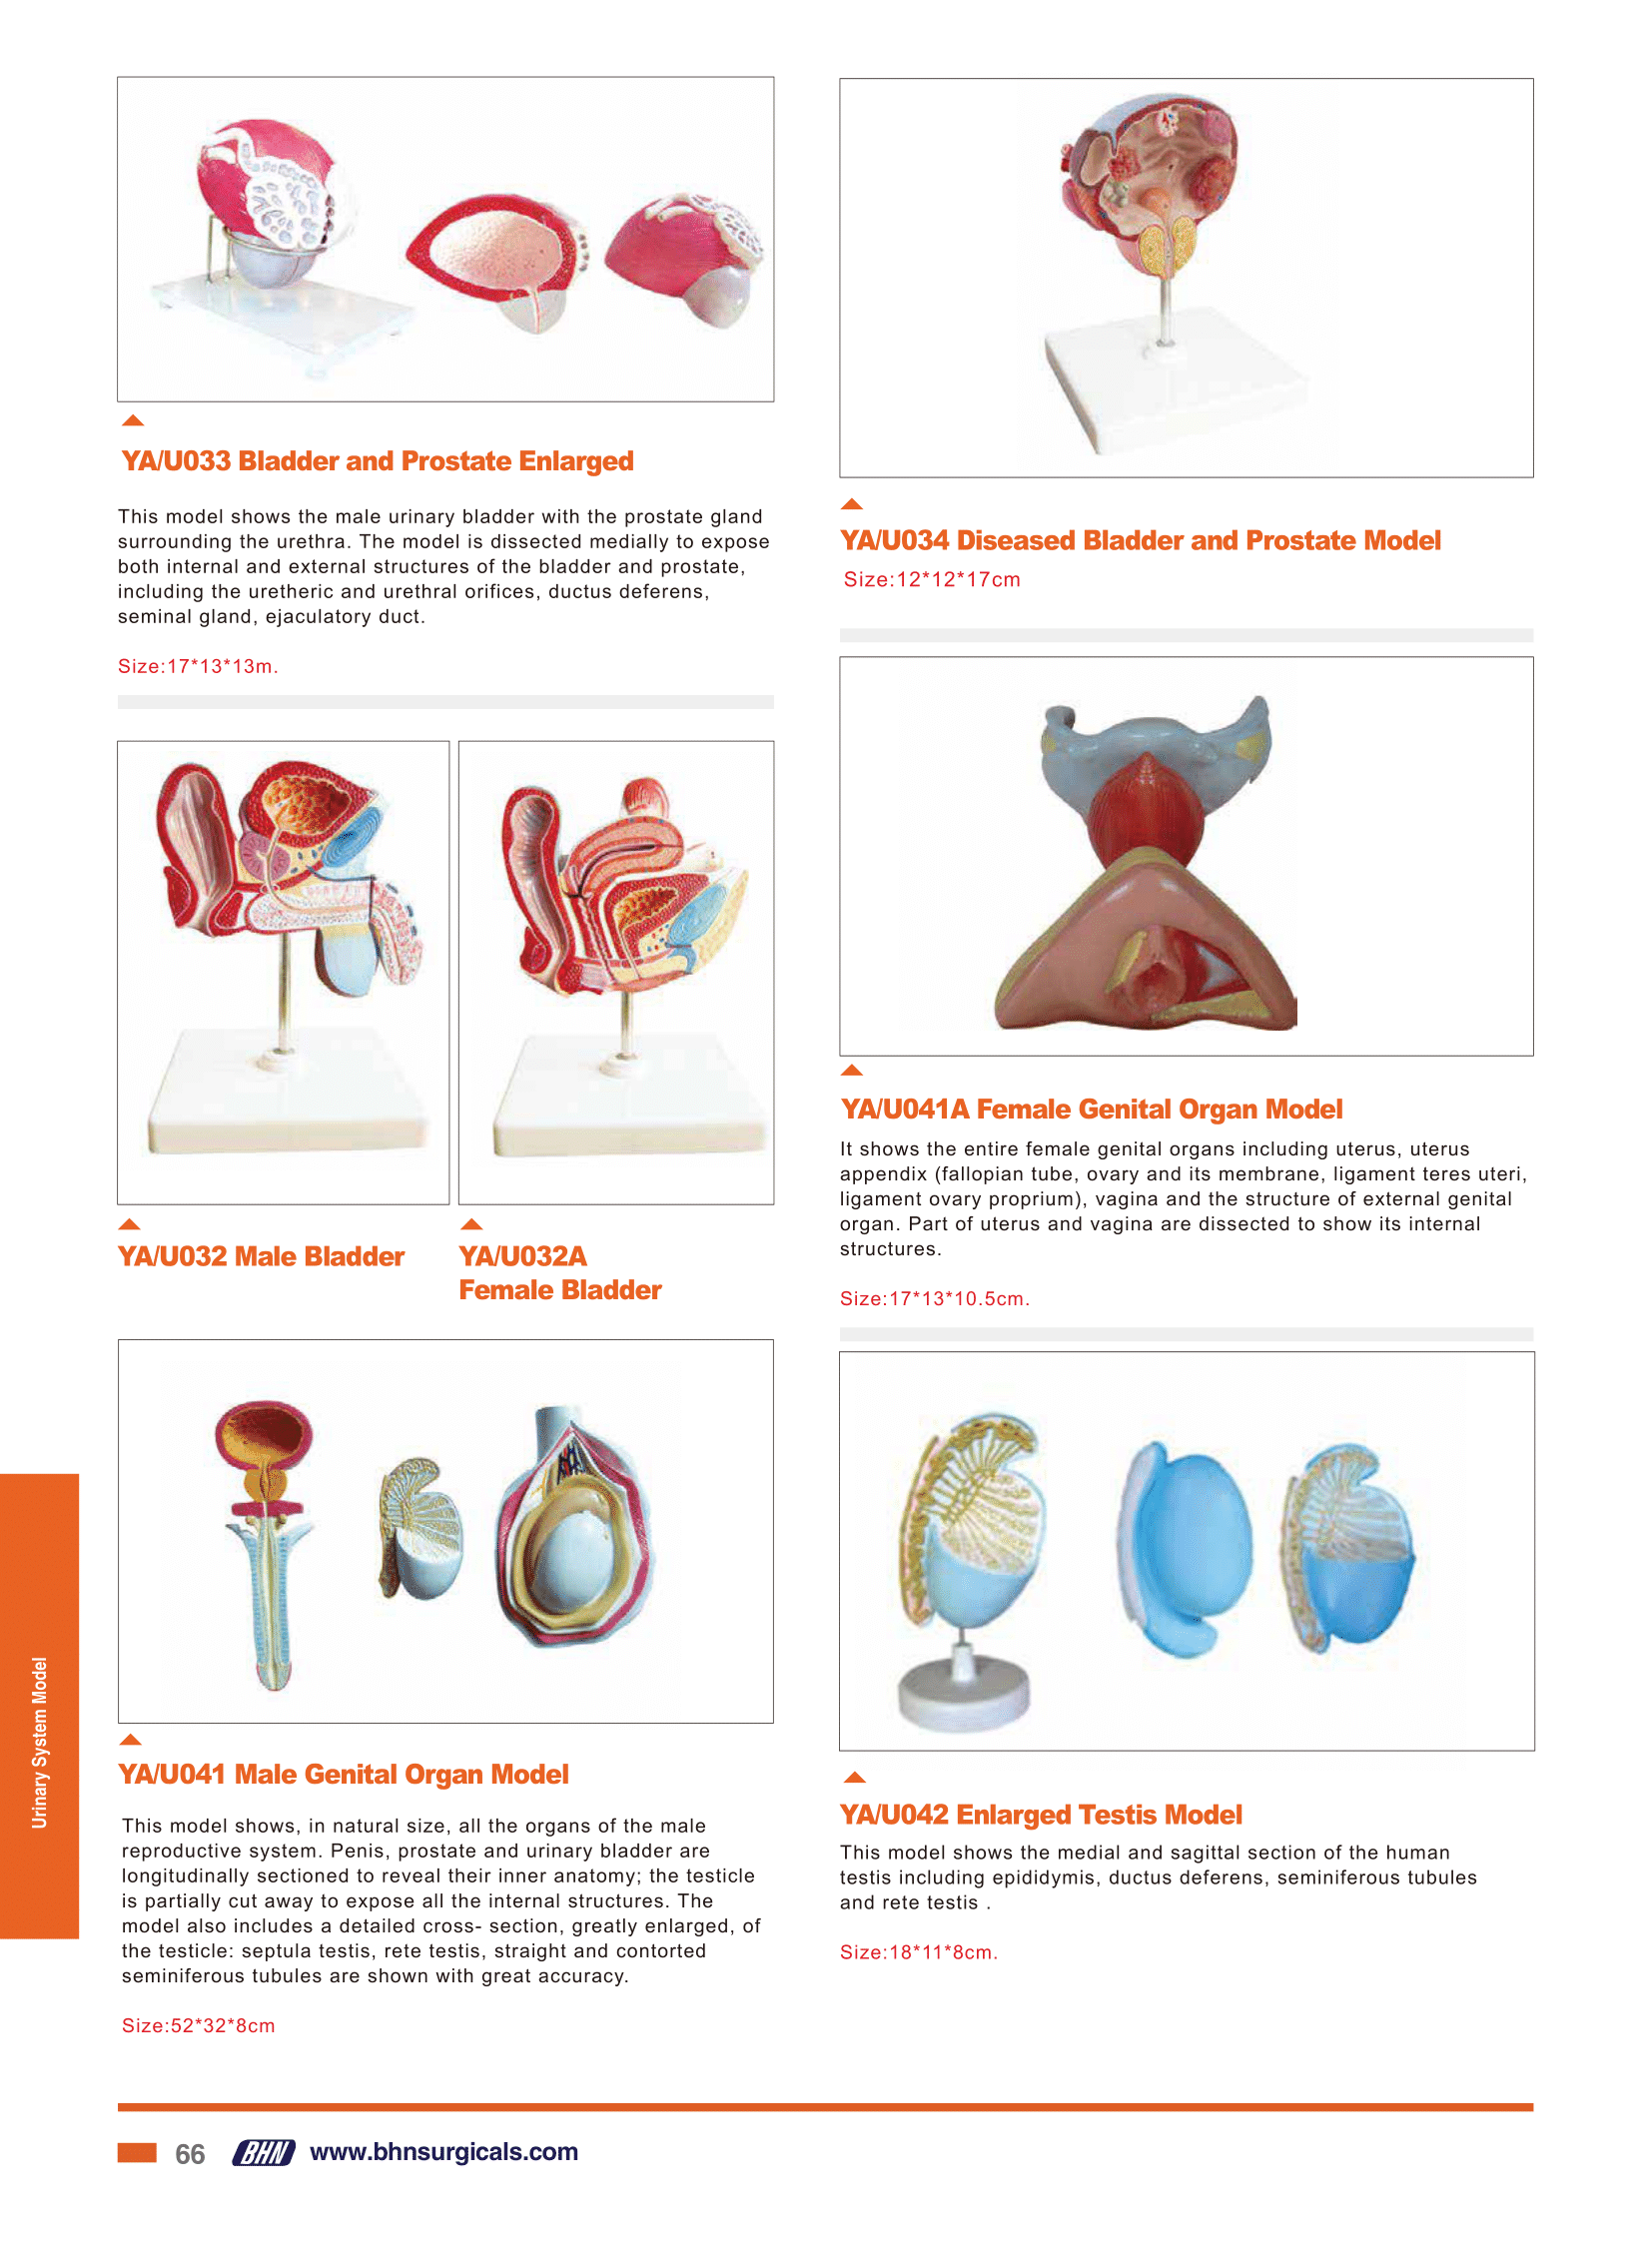 YA/U033 Bladder and Prostate Enlarged
This model shows the male urinary bladder with the prostate gland
surrounding the urethra. The model is dissected medially to expose
both internal and external structures of the bladder and prostate,
including the uretheric and urethral orifices, ductus deferens,
seminal gland, ejaculatory duct.
Size:17*13*13m.
YA/U032 Male Bladder
YA/U032A
Female Bladder
YA/U041 Male Genital Organ Model
This model shows, in natural size, all the organs of the male
reproductive system. Penis, prostate and urinary bladder are
longitudinally sectioned to reveal their inner anatomy; the testicle
is partially cut away to expose all the internal structures. The
model also includes a detailed cross- section, greatly enlarged, of
the testicle: septula testis, rete testis, straight and contorted
seminiferous tubules are shown with great accuracy.
Size:52*32*8cm
YA/U034 Diseased Bladder and Prostate Model
Size:12*12*17cm
YA/U041A Female Genital Organ Model
It shows the entire female genital organs including uterus, uterus
appendix (fallopian tube, ovary and its membrane, ligament teres uteri,
ligament ovary proprium), vagina and the structure of external genital
organ. Part of uterus and vagina are dissected to show its internal
structures.
Size:17*13*10.5cm.
YA/U042 Enlarged Testis Model
This model shows the medial and sagittal section of the human
testis including epididymis, ductus deferens, seminiferous tubules
and rete testis .
Size:18*11*8cm.
Urinary System Model
66 BHN www.bhnsurgicals.com